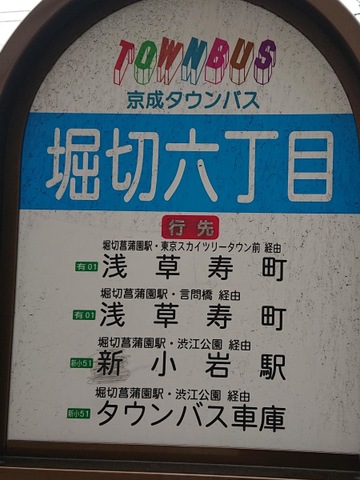 TOWNBUS
京成タウンバス
堀切六丁目
行先
堀切菖蒲園駅・東京スカイツリータウン前 経由
有01 浅草寿町
堀切菖蒲園駅・言問橋 経由
有01 浅草寿町
堀切菖蒲園駅・渋江公園 経由
新小51 新小岩駅
堀切菖蒲園駅・渋江公園 経由
新小51 タウンバス車庫